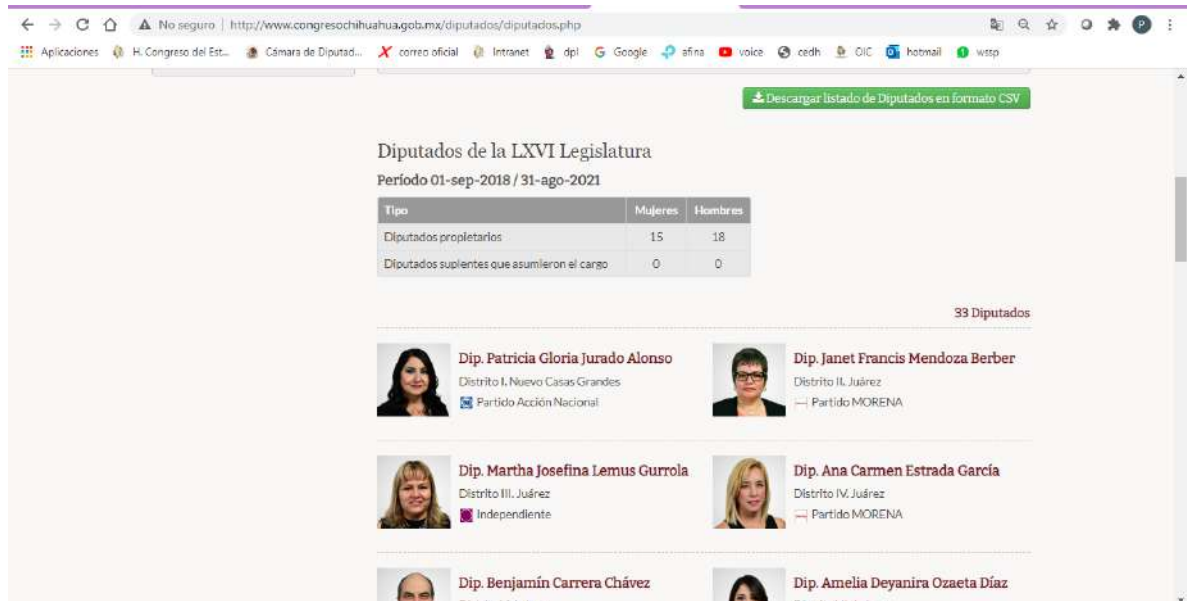 No seguro | http://www.congresochihuahua.gob.mx/diputados/diputados.php
P
Aplicaciones H. Congreso del Est... Cámara de Diputad... correo oficial Intranet dpl Google afina voice cedh OIC hotmail wssp
Descargar listado de Diputados en formato CSV
Diputados de la LXVI Legislatura
Período 01-sep-2018 / 31-ago-2021
Tipo Mujeres Hombres
Diputados propietarios 15 18
Diputados suplentes que asumieron el cargo 0 0
33 Diputados
Dip. Patricia Gloria Jurado Alonso
Distrito I. Nuevo Casas Grandes
Partido Acción Nacional
Dip. Janet Francis Mendoza Berber
Distrito II. Juárez
Partido MORENA
Dip. Martha Josefina Lemus Gurrola
Distrito III. Juárez
Independiente
Dip. Ana Carmen Estrada García
Distrito IV. Juárez
Partido MORENA
Dip. Benjamín Carrera Chávez
Dip. Amelia Deyanira Ozaeta Díaz